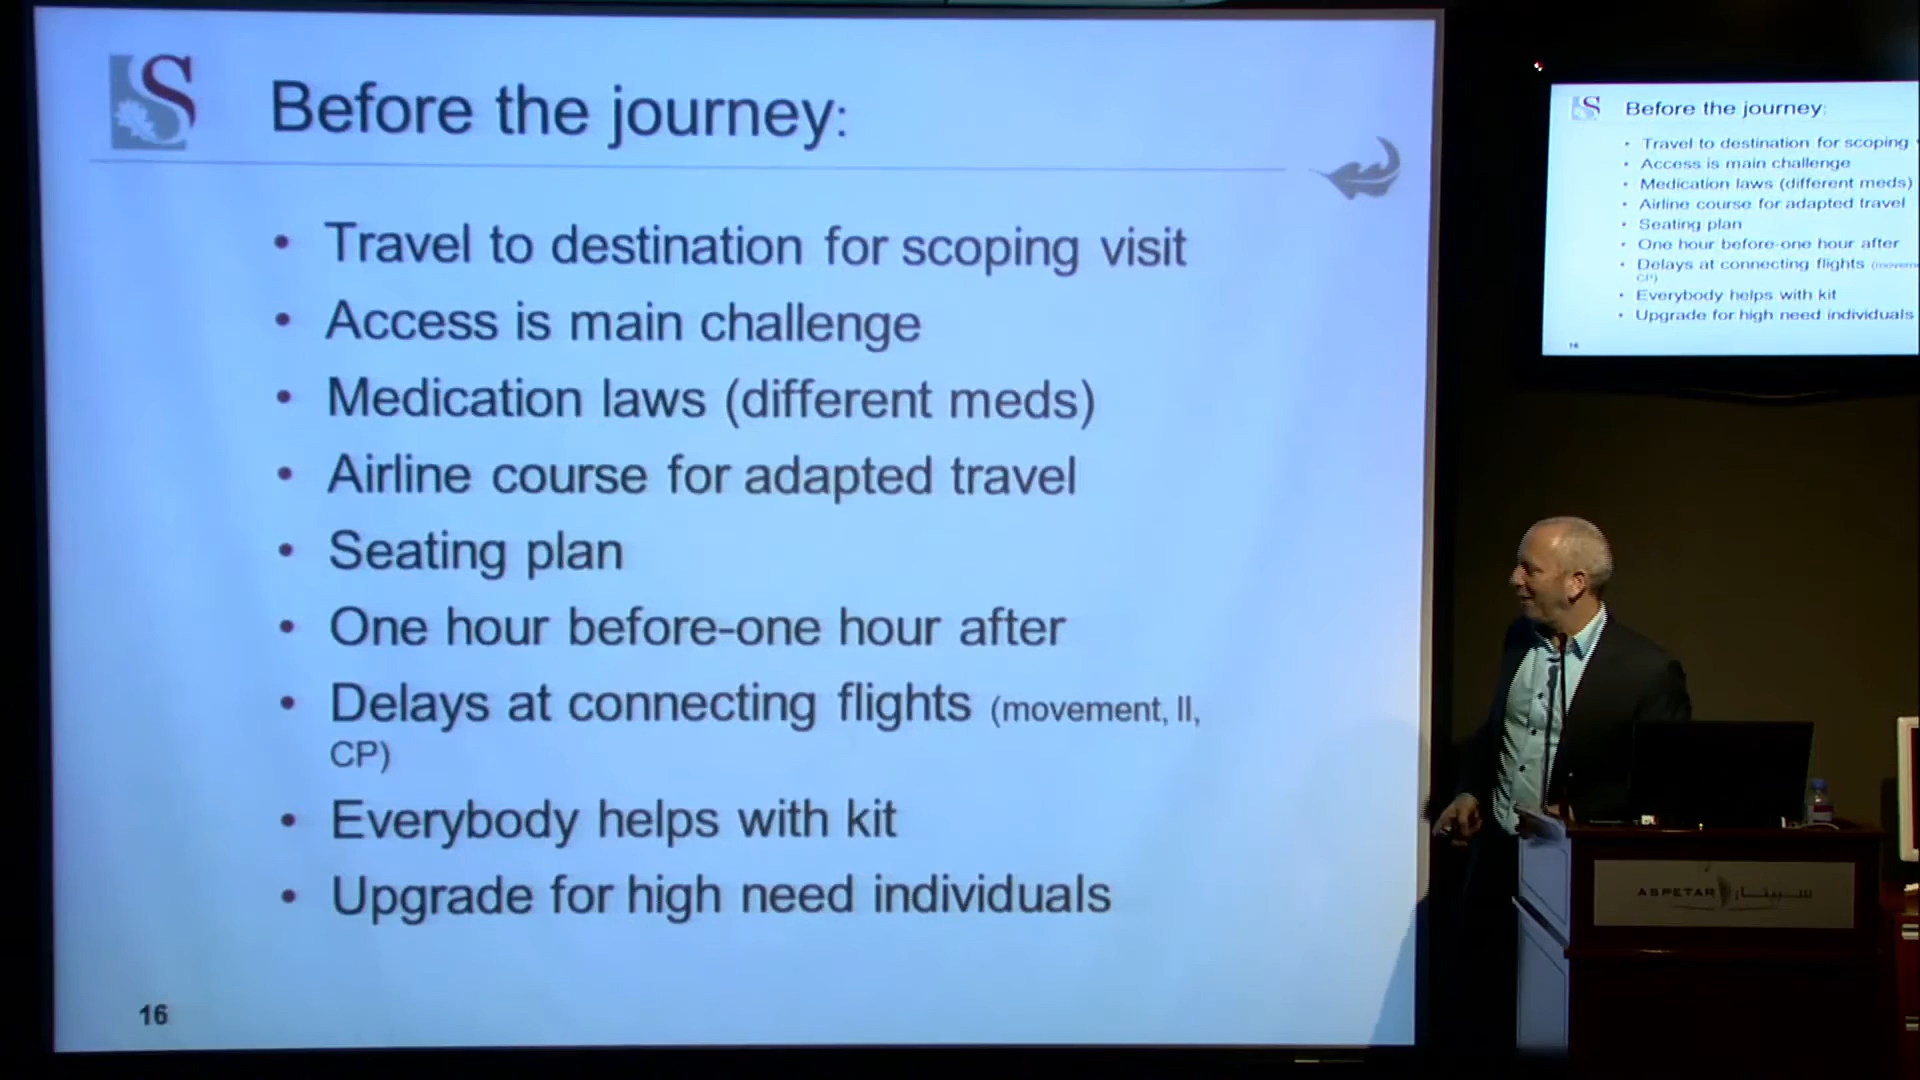 S
Before the journey:
• Travel to destination for scoping visit
• Access is main challenge
• Medication laws (different meds)
• Airline course for adapted travel
• Seating plan
• One hour before-one hour after
• Delays at connecting flights (movement, II,
CP)
• Everybody helps with kit
• Upgrade for high need individuals
16
S
Before the journey:
• Travel to destination for scoping
• Access is main challenge
• Medication laws (different meds)
• Airline course for adapted travel
• Seating plan
• One hour before-one hour after
• Delays at connecting flights (movem
CP)
• Everybody helps with kit
• Upgrade for high need individuals
16
ASPETAR سبيتار